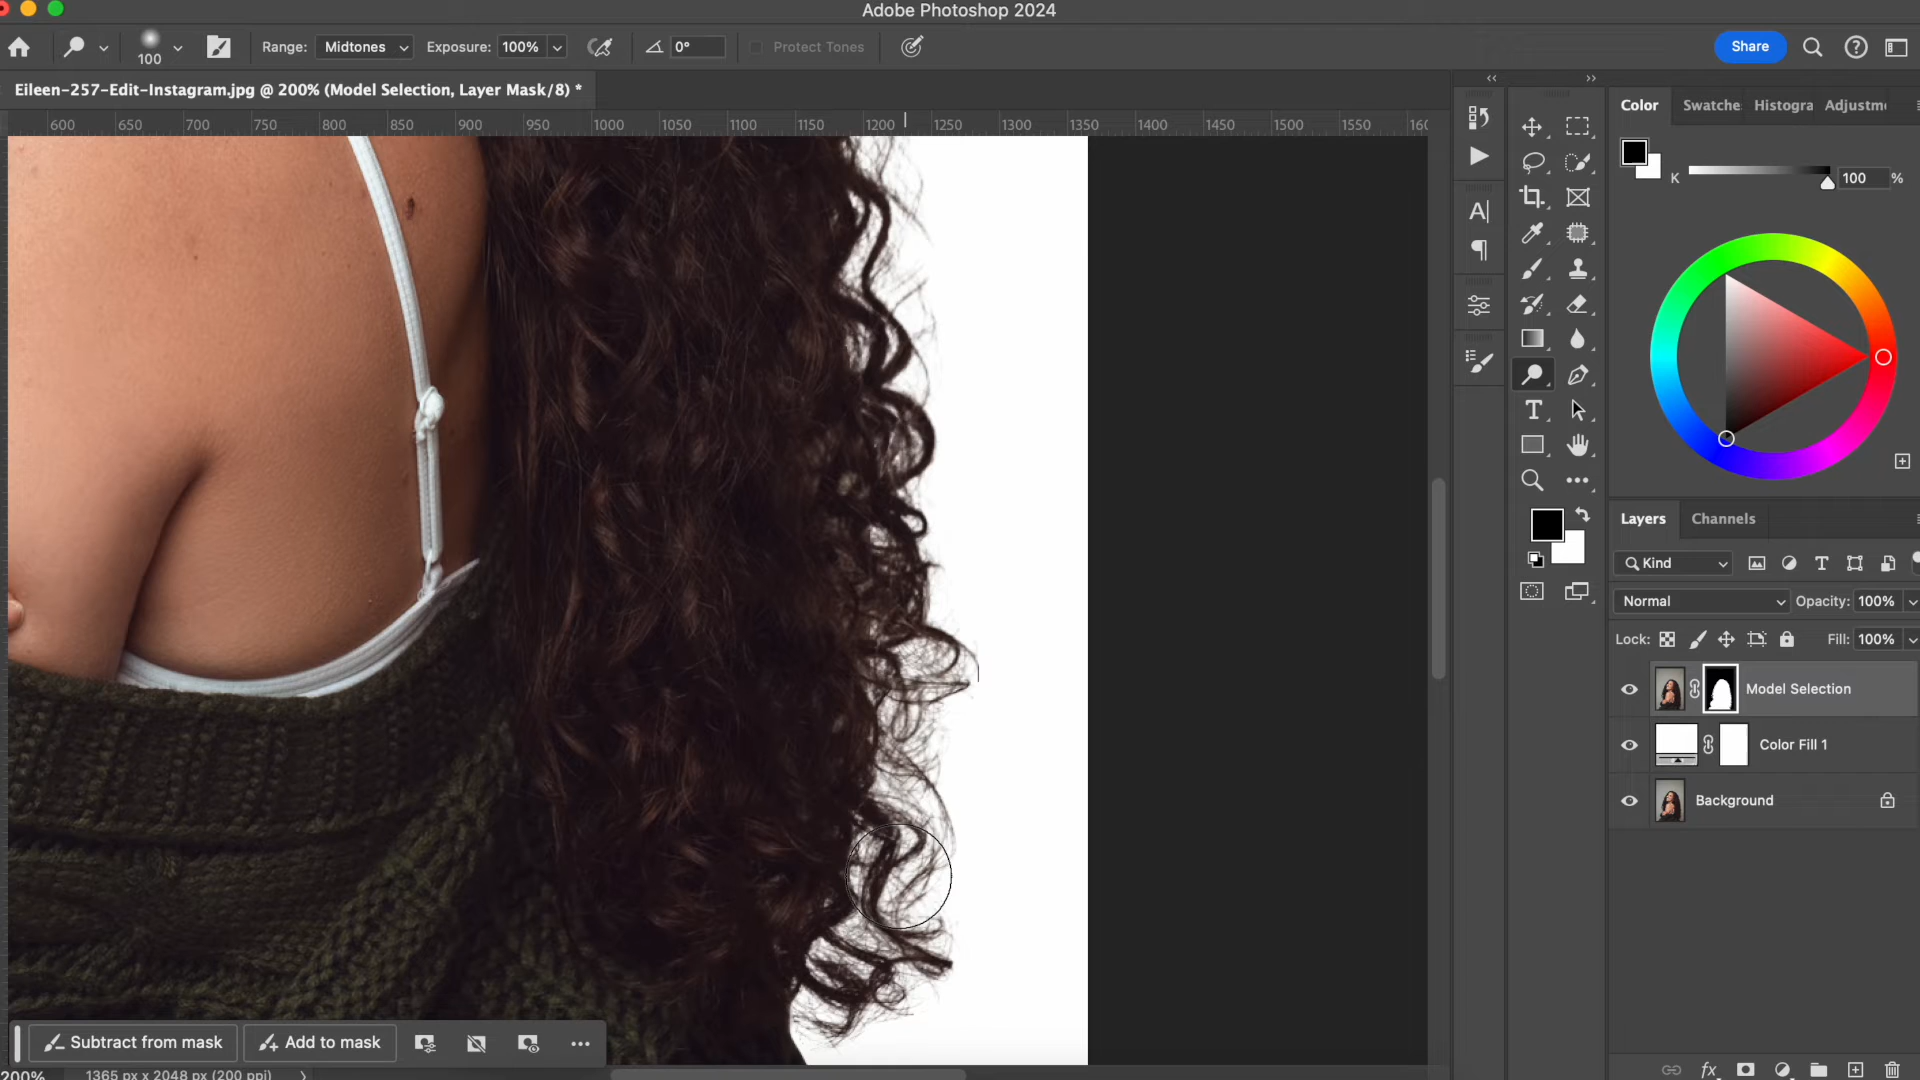 Adobe Photoshop 2024
100
Range: Midtones Exposure: 100% 0° Protect Tones
Share
Eileen-257-Edit-Instagram.jpg @ 200% (Model Selection, Layer Mask/8) *
600 650 700 750 800 850 900 950 1000 1050 1100 1150 1200 1250 1300 1350 1400 1450 1500 1550
Color Swatche Histogra Adjustm
K 100 %
Layers Channels
Kind
Normal Opacity: 100%
Lock: Fill: 100%
Model Selection
Color Fill 1
Background
Subtract from mask Add to mask
200% 1365 px x 2048 px (200 ppi)